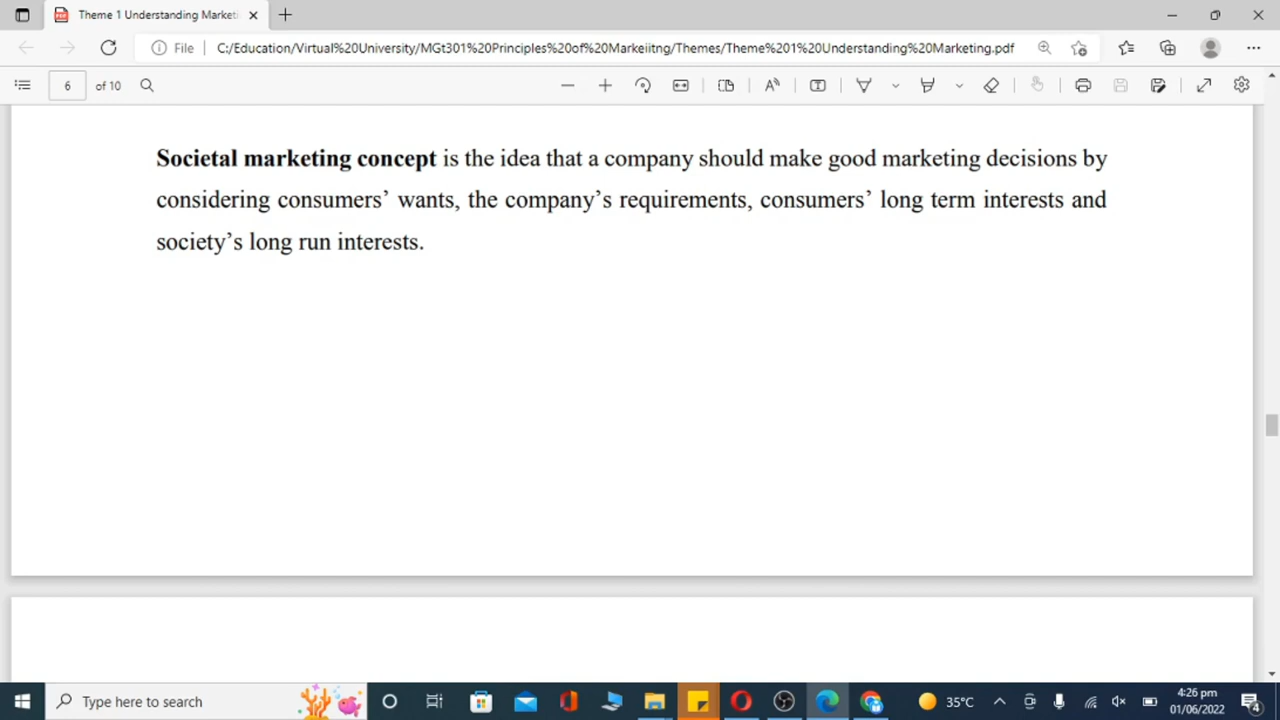 Theme 1 Understanding Marketi
File
C:/Education/Virtual%20University/MGt301%20Principles%20of%20Markeiitng/Themes/Theme%201%20Understanding%20Marketing.pdf
6 of 10
Societal marketing concept is the idea that a company should make good marketing decisions by
considering consumers’ wants, the company’s requirements, consumers’ long term interests and
society’s long run interests.
Type here to search
35°C
4:26 pm
01/06/2022
4